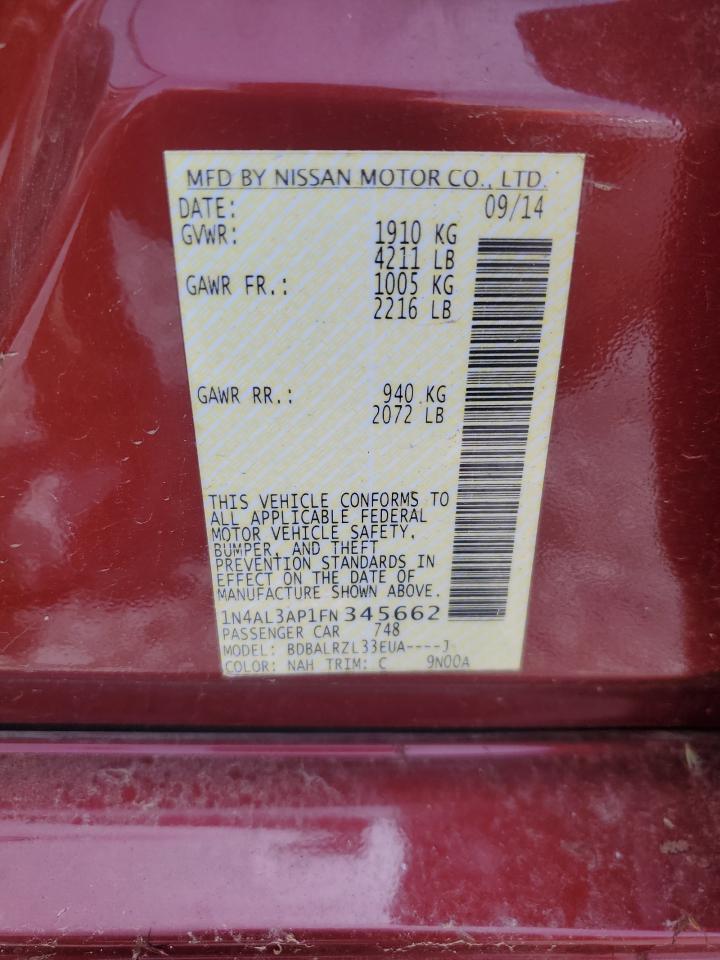 MFD BY NISSAN MOTOR CO., LTD.
DATE: 09/14
GVWR: 1910 KG
4211 LB
GAWR FR.: 1005 KG
2216 LB
GAWR RR.: 940 KG
2072 LB
THIS VEHICLE CONFORMS TO
ALL APPLICABLE FEDERAL
MOTOR VEHICLE SAFETY,
BUMPER, AND THEFT
PREVENTION STANDARDS IN
EFFECT ON THE DATE OF
MANUFACTURE SHOWN ABOVE.
1N4AL3AP1FN 345662
PASSENGER CAR 748
MODEL: BDBALRZL33EUA----J
COLOR: NAH TRIM: C 9N00A